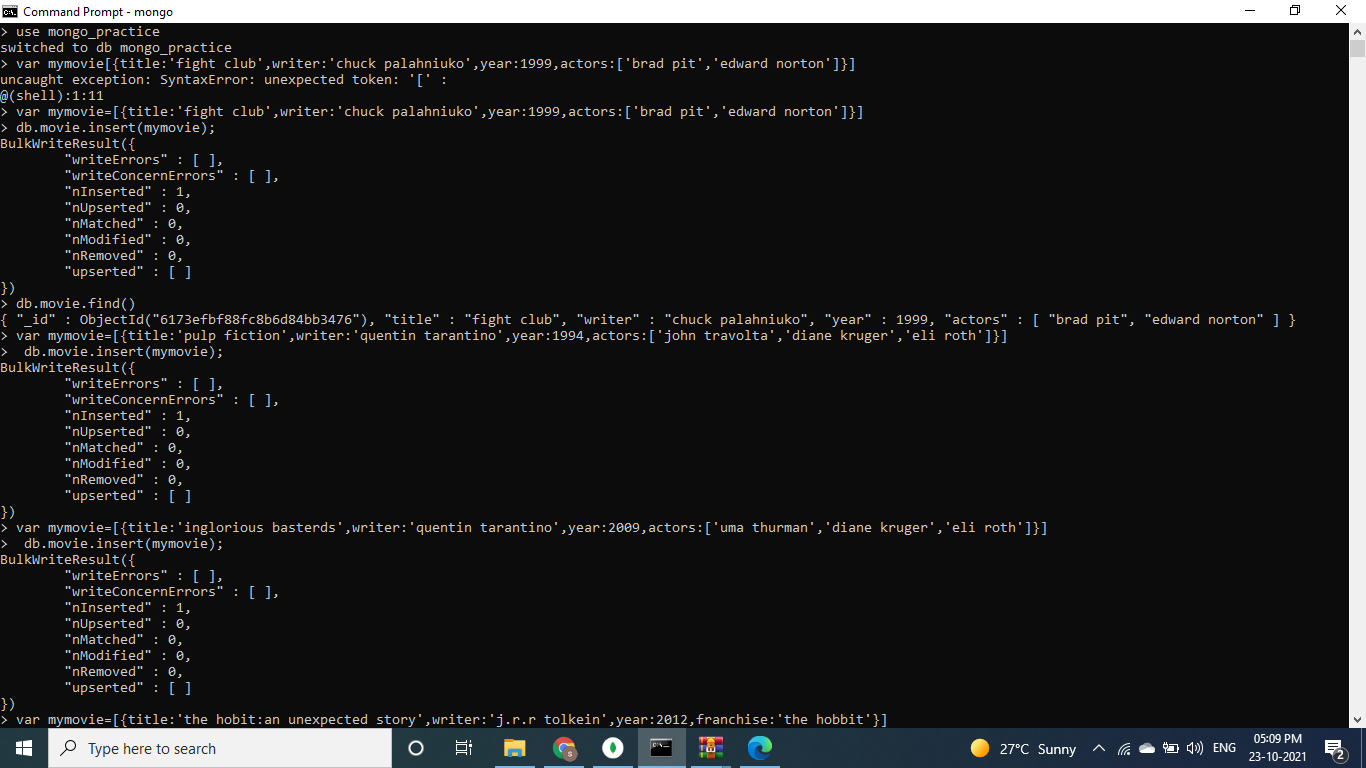 Command Prompt - mongo
> use mongo_practice
switched to db mongo_practice
> var mymovie[{title:'fight club',writer:'chuck palahniuko',year:1999,actors:['brad pit','edward norton']}]
uncaught exception: SyntaxError: unexpected token: '[' :
@(shell):1:11
> var mymovie=[{title:'fight club',writer:'chuck palahniuko',year:1999,actors:['brad pit','edward norton']}]
> db.movie.insert(mymovie);
BulkWriteResult({
        "writeErrors" : [ ],
        "writeConcernErrors" : [ ],
        "nInserted" : 1,
        "nUpserted" : 0,
        "nMatched" : 0,
        "nModified" : 0,
        "nRemoved" : 0,
        "upserted" : [ ]
})
> db.movie.find()
{ "_id" : ObjectId("6173efbf88fc8b6d84bb3476"), "title" : "fight club", "writer" : "chuck palahniuko", "year" : 1999, "actors" : [ "brad pit", "edward norton" ] }
> var mymovie=[{title:'pulp fiction',writer:'quentin tarantino',year:1994,actors:['john travolta','diane kruger','eli roth']}]
>  db.movie.insert(mymovie);
BulkWriteResult({
        "writeErrors" : [ ],
        "writeConcernErrors" : [ ],
        "nInserted" : 1,
        "nUpserted" : 0,
        "nMatched" : 0,
        "nModified" : 0,
        "nRemoved" : 0,
        "upserted" : [ ]
})
> var mymovie=[{title:'inglorious basterds',writer:'quentin tarantino',year:2009,actors:['uma thurman','diane kruger','eli roth']}]
>  db.movie.insert(mymovie);
BulkWriteResult({
        "writeErrors" : [ ],
        "writeConcernErrors" : [ ],
        "nInserted" : 1,
        "nUpserted" : 0,
        "nMatched" : 0,
        "nModified" : 0,
        "nRemoved" : 0,
        "upserted" : [ ]
})
> var mymovie=[{title:'the hobit:an unexpected story',writer:'j.r.r tolkein',year:2012,franchise:'the hobbit'}]
Type here to search
27°C Sunny
ENG
05:09 PM
23-10-2021
2